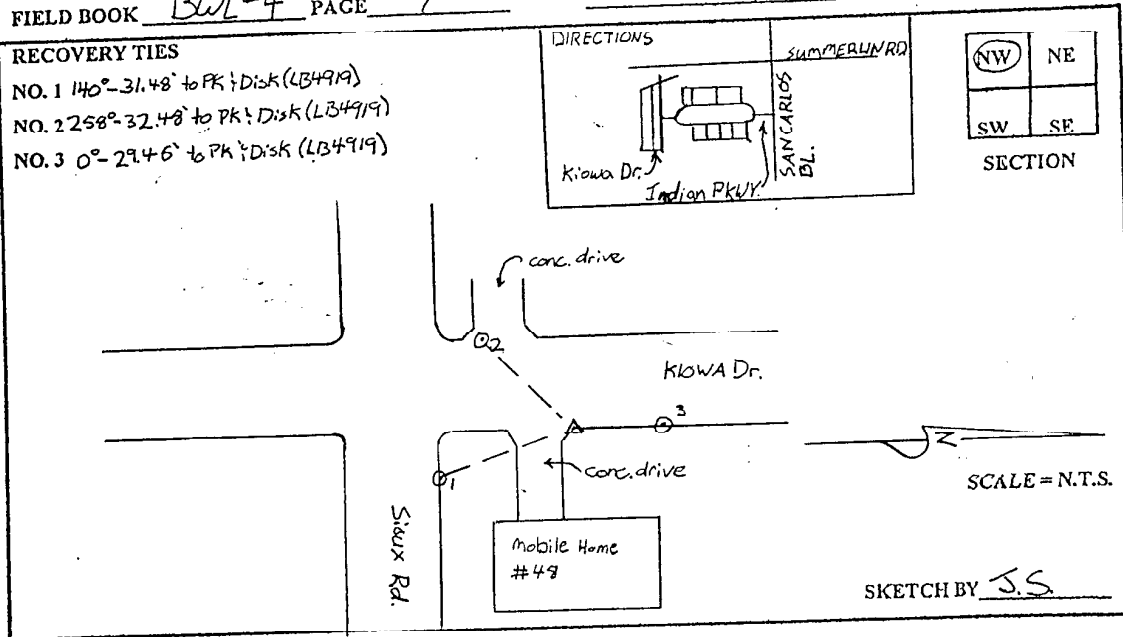 FIELD BOOK BWL-4 PAGE
RECOVERY TIES
NO. 1 140°-31.48' to PK & Disk (LB4919)
NO. 2 258°-32.48' to PK & Disk (LB4919)
NO. 3 0°-29.46' to PK & Disk (LB4919)
DIRECTIONS
SUMMERLIN RD
SAN CARLOS BL.
Kiowa Dr.
Indian PKWY.
NW NE
SW SE
SECTION
conc. drive
2
KIOWA Dr.
3
1
conc. drive
N
SCALE = N.T.S.
Sioux Rd.
Mobile Home
#48
SKETCH BY J.S.